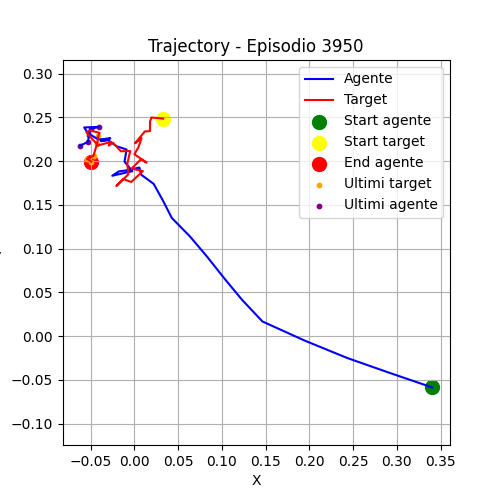 Trajectory - Episodio 3950
0.30
0.25
0.20
0.15
0.10
0.05
0.00
−0.05
−0.10
Agente
Target
Start agente
Start target
End agente
Ultimi target
Ultimi agente
−0.05 0.00 0.05 0.10 0.15 0.20 0.25 0.30 0.35
X